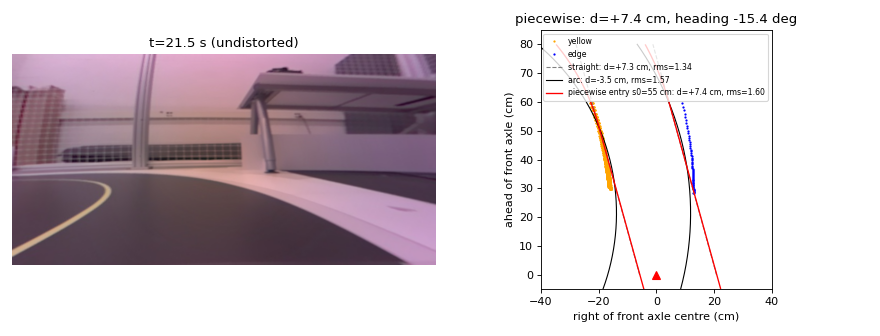 t=21.5 s (undistorted)
piecewise: d=+7.4 cm, heading -15.4 deg
yellow
edge
straight: d=+7.3 cm, rms=1.34
arc: d=-3.5 cm, rms=1.57
piecewise entry s0=55 cm: d=+7.4 cm, rms=1.60
ahead of front axle (cm)
80
70
60
50
40
30
20
10
0
−40
−20
0
20
40
right of front axle centre (cm)